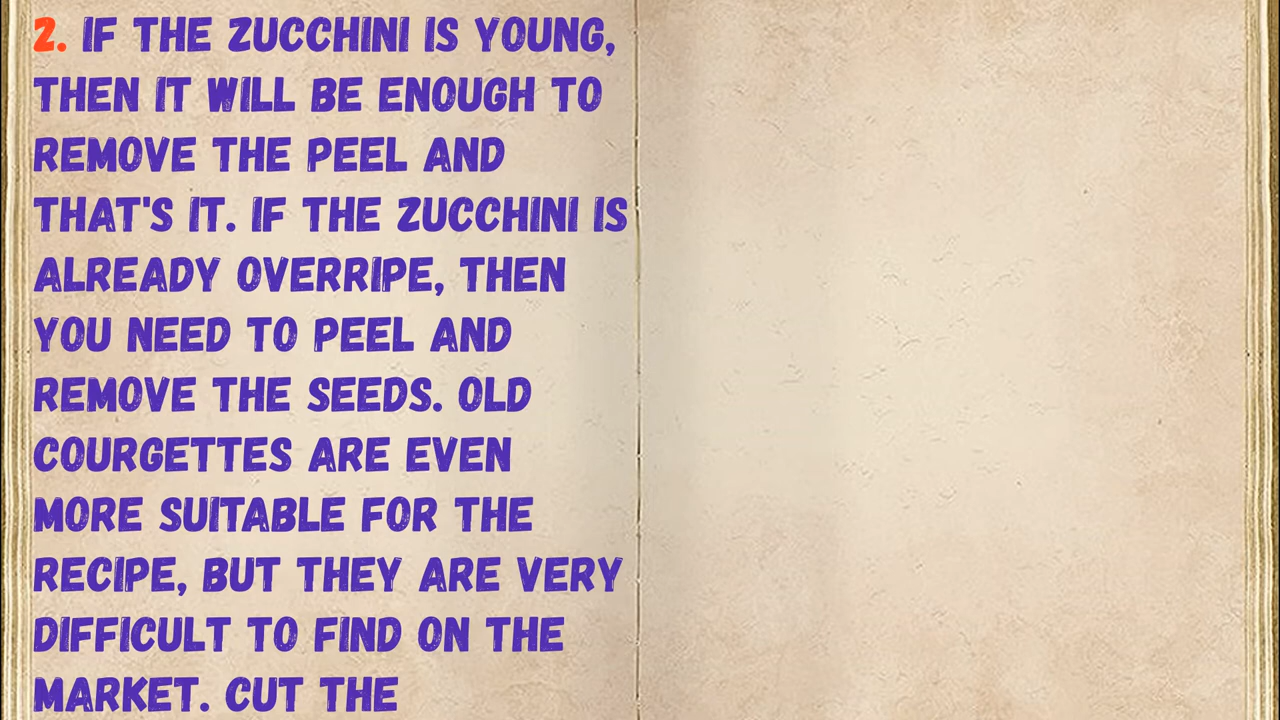 2. IF THE ZUCCHINI IS YOUNG,
THEN IT WILL BE ENOUGH TO
REMOVE THE PEEL AND
THAT'S IT. IF THE ZUCCHINI IS
ALREADY OVERRIPE, THEN
YOU NEED TO PEEL AND
REMOVE THE SEEDS. OLD
COURGETTES ARE EVEN
MORE SUITABLE FOR THE
RECIPE, BUT THEY ARE VERY
DIFFICULT TO FIND ON THE
MARKET. CUT THE